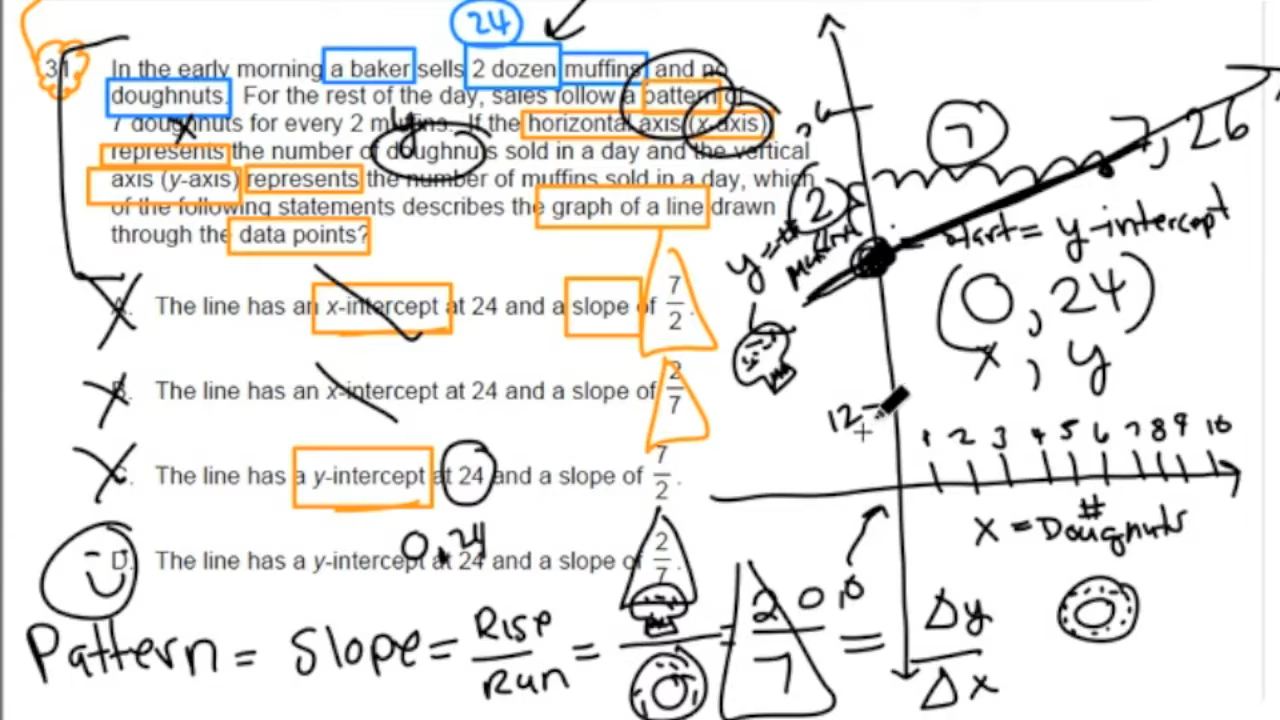 24
31. In the early morning a baker sells 2 dozen muffins and no
doughnuts. For the rest of the day, sales follow a pattern of
7 doughnuts for every 2 muffins. If the horizontal axis (x-axis)
represents the number of doughnuts sold in a day and the vertical
axis (y-axis) represents the number of muffins sold in a day, which
of the following statements describes the graph of a line drawn
through the data points?
x
y
A. The line has an x-intercept at 24 and a slope of 7/2.
B. The line has an x-intercept at 24 and a slope of 2/7.
C. The line has a y-intercept at 24 and a slope of 7/2.
0, 24
D. The line has a y-intercept at 24 and a slope of 2/7.
Pattern = Slope = Rise/Run = = 2/7 = Δy/Δx
7
7, 26
2
start = y-intercept
y = # muffins
(0, 24)
x, y
12
1 2 3 4 5 6 7 8 9 10
x = # Doughnuts
0,0